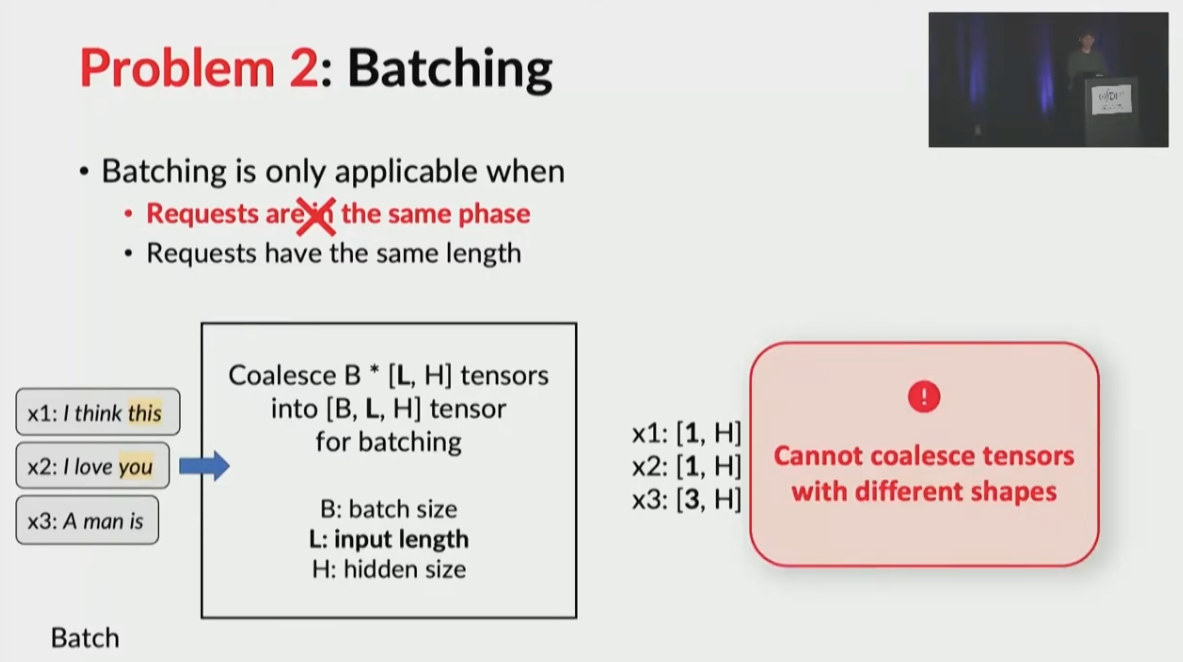 Problem 2: Batching
• Batching is only applicable when
• Requests are in the same phase
• Requests have the same length
x1: I think this
x2: I love you
x3: A man is
Batch
Coalesce B * [L, H] tensors
into [B, L, H] tensor
for batching
B: batch size
L: input length
H: hidden size
x1: [1, H]
x2: [1, H]
x3: [3, H]
!
Cannot coalesce tensors
with different shapes